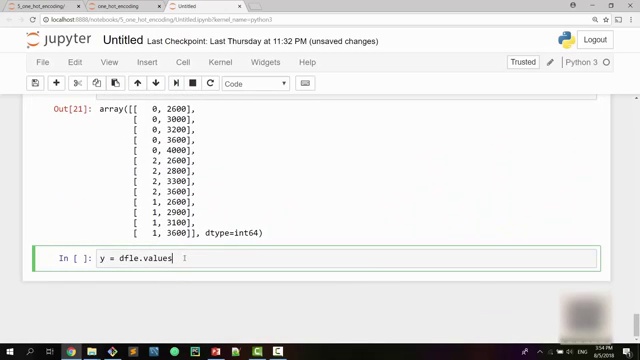 5_one_hot_encoding/
one_hot_encoding
Untitled
localhost:8888/notebooks/5_one_hot_encoding/Untitled.ipynb?kernel_name=python3
jupyter Untitled Last Checkpoint: Last Thursday at 11:32 PM (unsaved changes)
Logout
File Edit View Insert Cell Kernel Widgets Help
Trusted
Python 3
Code
Out[21]: array([[   0, 2600],
[   0, 3000],
[   0, 3200],
[   0, 3600],
[   0, 4000],
[   2, 2600],
[   2, 2800],
[   2, 3300],
[   2, 3600],
[   1, 2600],
[   1, 2900],
[   1, 3100],
[   1, 3600]], dtype=int64)
In [ ]: y = dfle.values
ENG
3:54 PM
8/5/2018